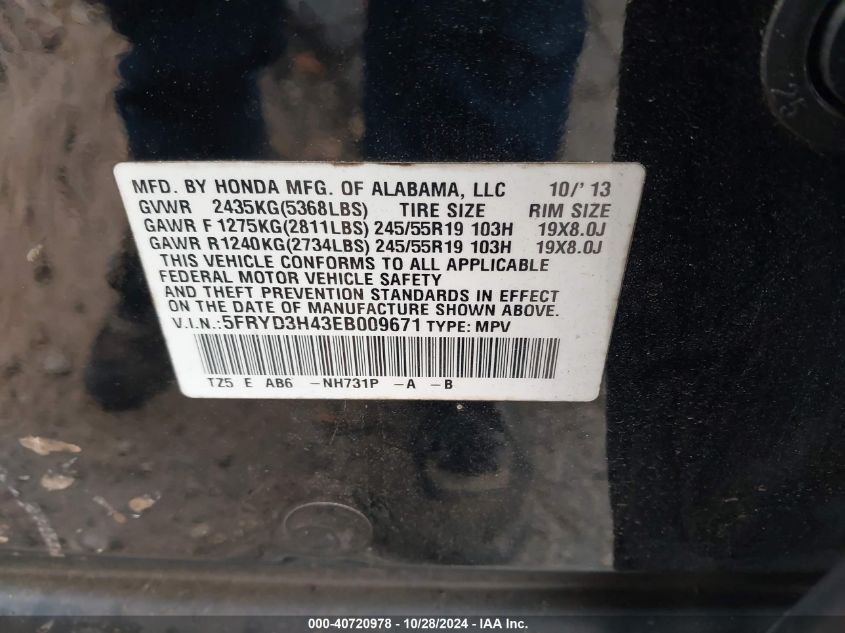 MFD. BY HONDA MFG. OF ALABAMA, LLC 10/' 13
GVWR 2435KG(5368LBS) TIRE SIZE RIM SIZE
GAWR F 1275KG(2811LBS) 245/55R19 103H 19X8.0J
GAWR R1240KG(2734LBS) 245/55R19 103H 19X8.0J
THIS VEHICLE CONFORMS TO ALL APPLICABLE
FEDERAL MOTOR VEHICLE SAFETY
AND THEFT PREVENTION STANDARDS IN EFFECT
ON THE DATE OF MANUFACTURE SHOWN ABOVE.
V.I.N.:5FRYD3H43EB009671 TYPE: MPV
TZ5 E AB6 -NH731P -A -B
000-40720978 | 10/28/2024 - IAA Inc.